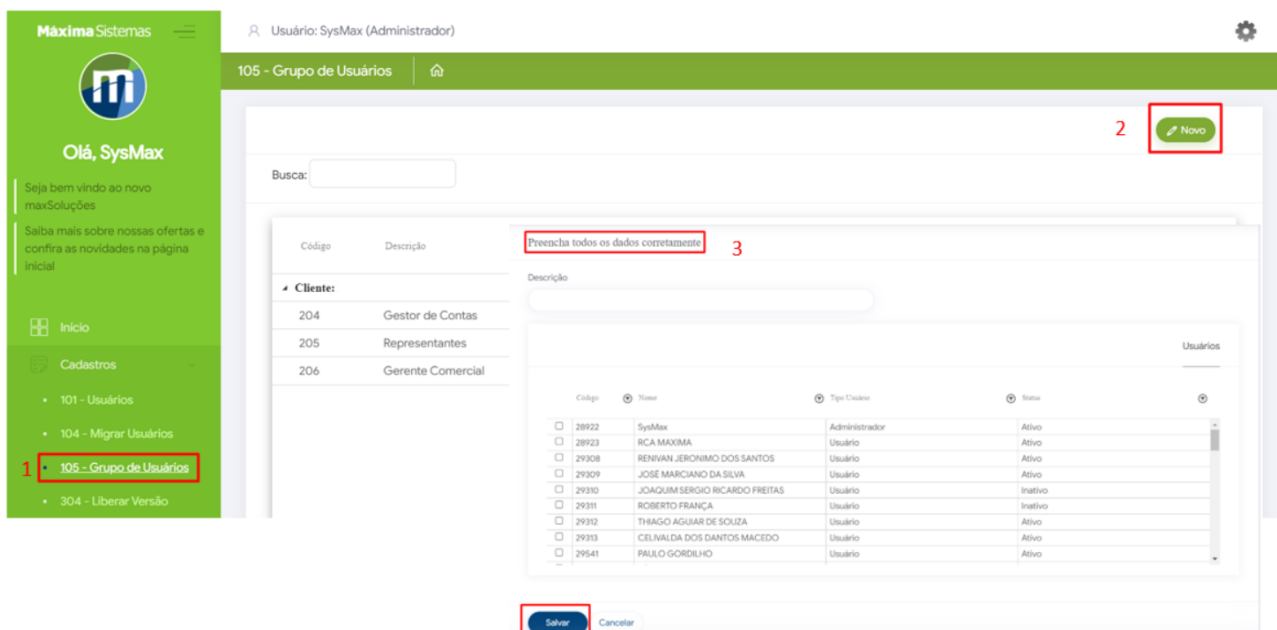 Máxima Sistemas
Usuário: SysMax (Administrador)
105 - Grupo de Usuários
m
Olá, SysMax
Seja bem vindo ao novo
maxSoluções
Saiba mais sobre nossas ofertas e
confira as novidades na página
inicial
Início
Cadastros
101 - Usuários
104 - Migrar Usuários
1
105 - Grupo de Usuários
304 - Liberar Versão
2
Novo
Busca:
Código Descrição
Cliente:
204 Gestor de Contas
205 Representantes
206 Gerente Comercial
Preencha todos os dados corretamente
3
Descrição
Usuários
Código Nome Tipo Usuário Status
28922 SysMax Administrador Ativo
28923 RCA MAXIMA Usuário Ativo
29308 RENIVAN JERONIMO DOS SANTOS Usuário Ativo
29309 JOSÉ MARCIANO DA SILVA Usuário Ativo
29310 JOAQUIM SERGIO RICARDO FREITAS Usuário Inativo
29311 ROBERTO FRANÇA Usuário Inativo
29312 THIAGO AGUIAR DE SOUZA Usuário Ativo
29313 CELIVALDA DOS DANTOS MACEDO Usuário Ativo
29541 PAULO GORDILHO Usuário Ativo
Salvar Cancelar